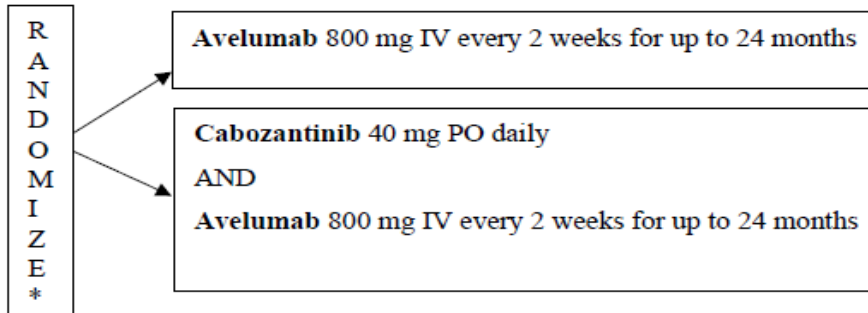 RANDOMIZE*
Avelumab 800 mg IV every 2 weeks for up to 24 months
Cabozantinib 40 mg PO daily
AND
Avelumab 800 mg IV every 2 weeks for up to 24 months